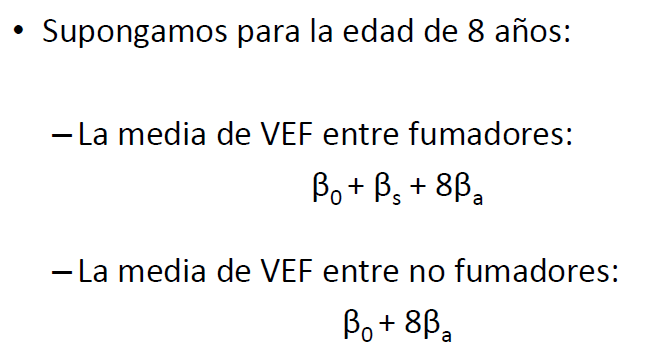 • Supongamos para la edad de 8 años:
– La media de VEF entre fumadores:
β₀ + βₛ + 8βₐ
– La media de VEF entre no fumadores:
β₀ + 8βₐ